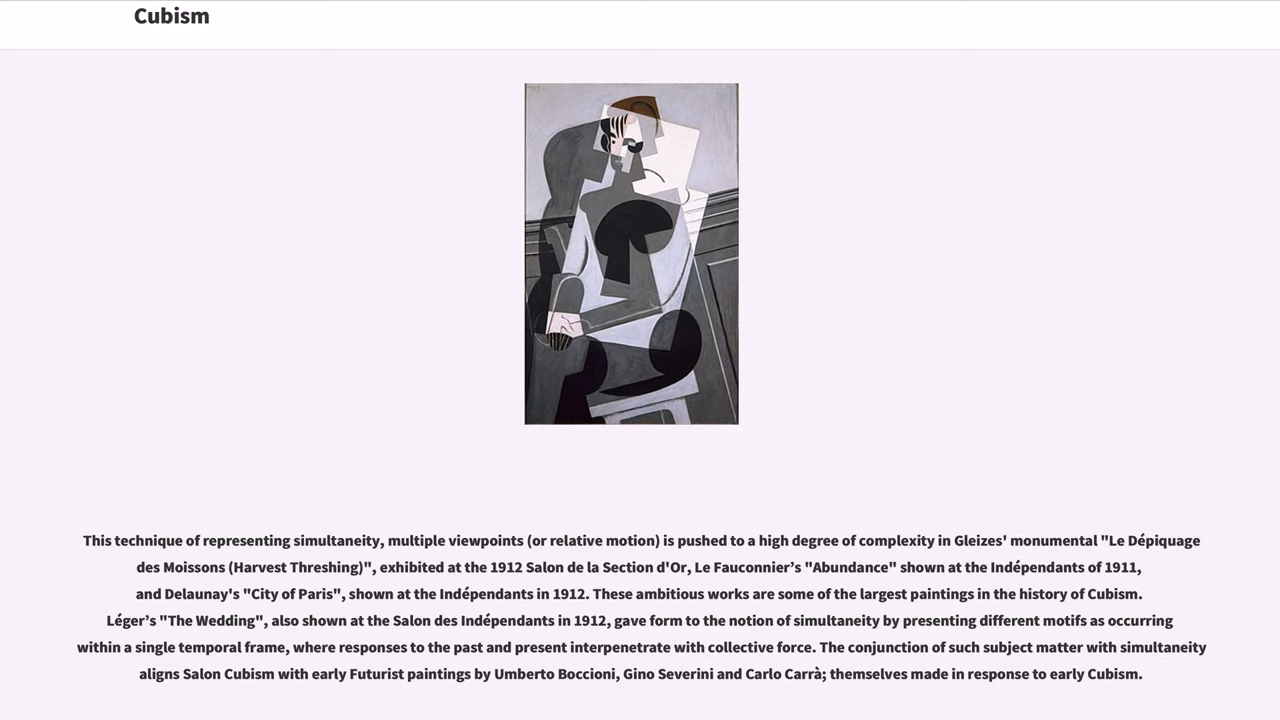 Cubism
This technique of representing simultaneity, multiple viewpoints (or relative motion) is pushed to a high degree of complexity in Gleizes' monumental "Le Dépiquage
des Moissons (Harvest Threshing)", exhibited at the 1912 Salon de la Section d'Or, Le Fauconnier’s "Abundance" shown at the Indépendants of 1911,
and Delaunay's "City of Paris", shown at the Indépendants in 1912. These ambitious works are some of the largest paintings in the history of Cubism.
Léger’s "The Wedding", also shown at the Salon des Indépendants in 1912, gave form to the notion of simultaneity by presenting different motifs as occurring
within a single temporal frame, where responses to the past and present interpenetrate with collective force. The conjunction of such subject matter with simultaneity
aligns Salon Cubism with early Futurist paintings by Umberto Boccioni, Gino Severini and Carlo Carrà; themselves made in response to early Cubism.